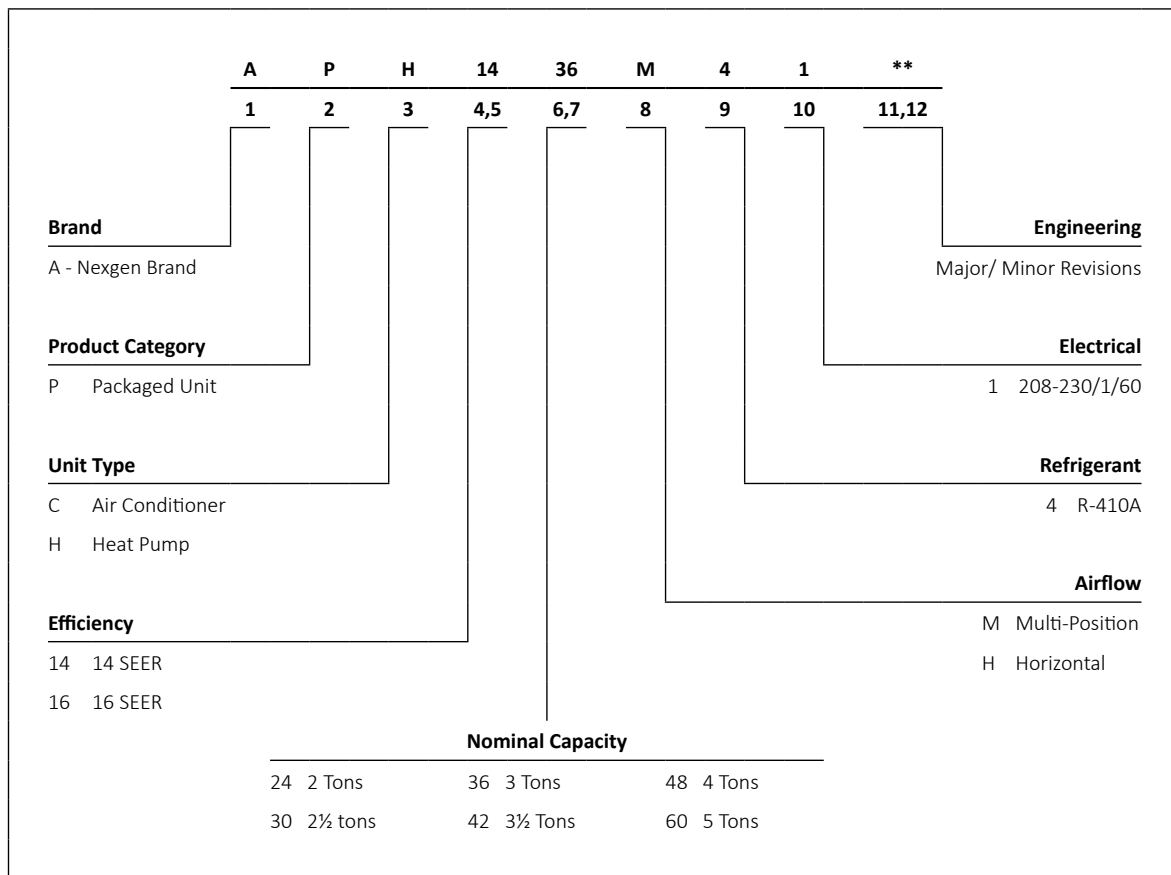 A P H 14 36 M 4 1 **
1 2 3 4,5 6,7 8 9 10 11,12
Brand
A - Nexgen Brand
Engineering
Major/ Minor Revisions
Product Category
P Packaged Unit
Electrical
1 208-230/1/60
Unit Type
C Air Conditioner
H Heat Pump
Refrigerant
4 R-410A
Airflow
M Multi-Position
H Horizontal
Efficiency
14 14 SEER
16 16 SEER
Nominal Capacity
24 2 Tons 36 3 Tons 48 4 Tons
30 2½ tons 42 3½ Tons 60 5 Tons